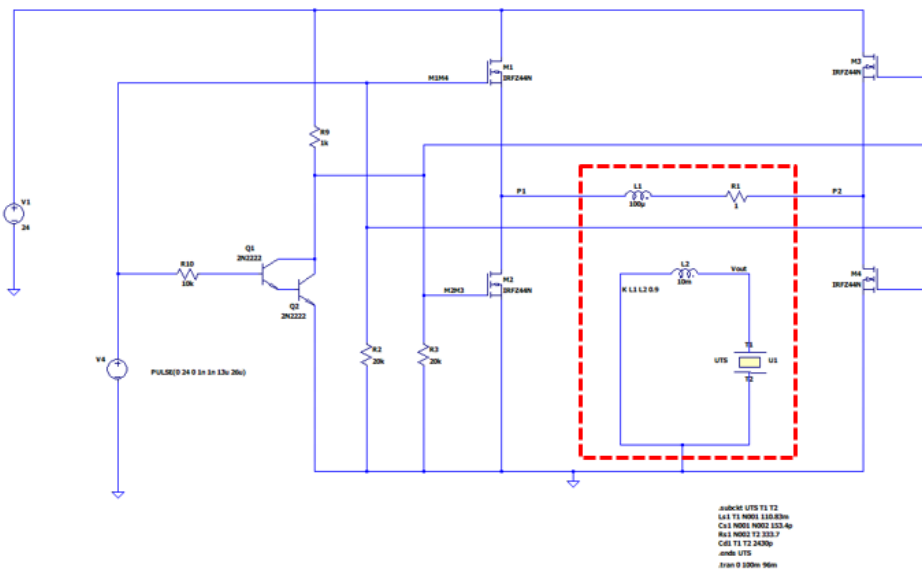 M1
M1M4
IRFZ44N
M3
IRFZ44N
R9
1k
V1
24
P1
L1
100µ
R1
1
P2
Q1
2N2222
R10
10k
Q2
2N2222
M2
M2M3
IRFZ44N
L2
10m
Vout
K L1 L2 0.9
M4
IRFZ44N
V4
PULSE(0 24 0 1n 1n 13u 26u)
R2
20k
R3
20k
T1
UTS
U1
T2
.subckt UTS T1 T2
Ls1 T1 N001 110.83m
Cs1 N001 N002 153.4p
Rs1 N002 T2 333.7
Cd1 T1 T2 2430p
.ends UTS
.tran 0 100m 96m